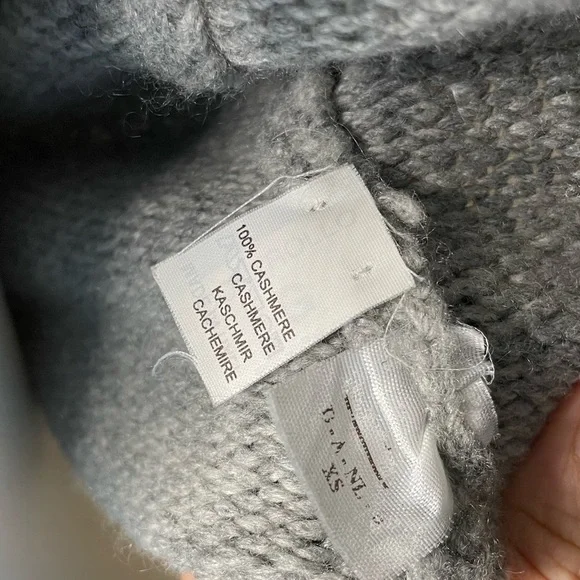 100% CASHMERE
CASHMERE
KASCHMIR
CACHEMIRE
XS